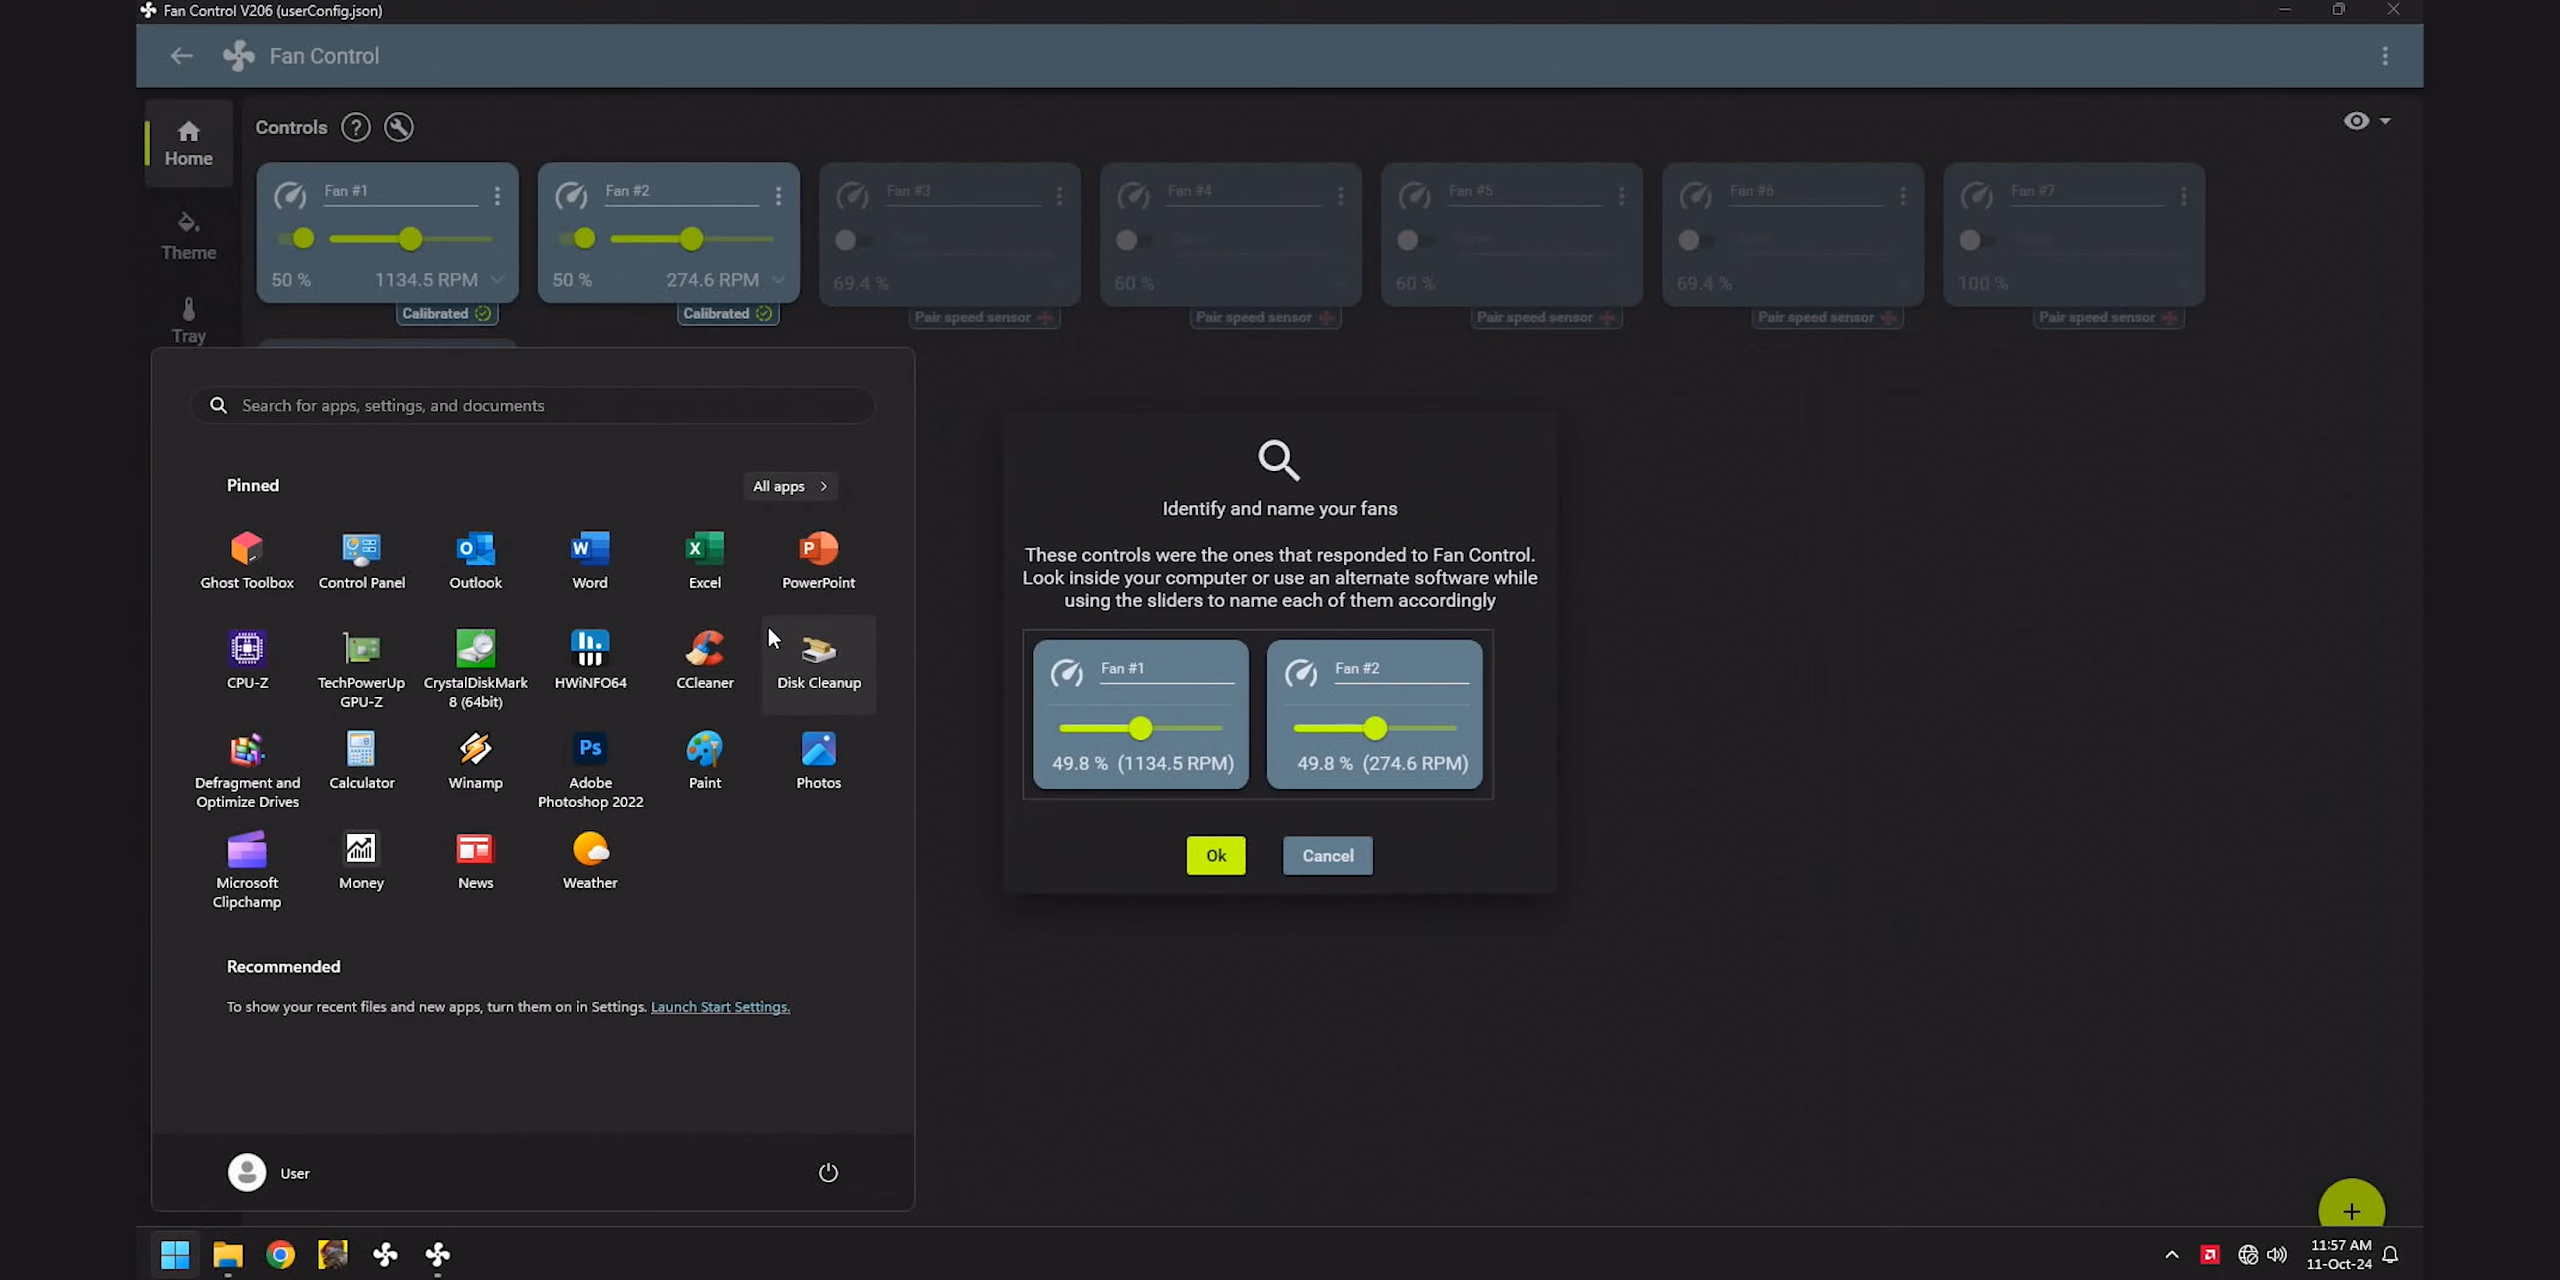 Fan Control V206 (userConfig.json)
Fan Control
Home
Theme
Tray
Controls
Fan #1
50 %
1134.5 RPM
Calibrated
Fan #2
50 %
274.6 RPM
Calibrated
Fan #3
69.4 %
Pair speed sensor
Fan #4
60 %
Pair speed sensor
Fan #5
60 %
Pair speed sensor
Fan #6
69.4 %
Pair speed sensor
Fan #7
100 %
Pair speed sensor
Search for apps, settings, and documents
Pinned
All apps
Ghost Toolbox
Control Panel
Outlook
Word
Excel
PowerPoint
CPU-Z
TechPowerUp
GPU-Z
CrystalDiskMark
8 (64bit)
HWiNFO64
CCleaner
Disk Cleanup
Defragment and
Optimize Drives
Calculator
Winamp
Adobe
Photoshop 2022
Paint
Photos
Microsoft
Clipchamp
Money
News
Weather
Recommended
To show your recent files and new apps, turn them on in Settings. Launch Start Settings.
User
Identify and name your fans
These controls were the ones that responded to Fan Control.
Look inside your computer or use an alternate software while
using the sliders to name each of them accordingly
Fan #1
49.8 % (1134.5 RPM)
Fan #2
49.8 % (274.6 RPM)
Ok
Cancel
11:57 AM
11-Oct-24